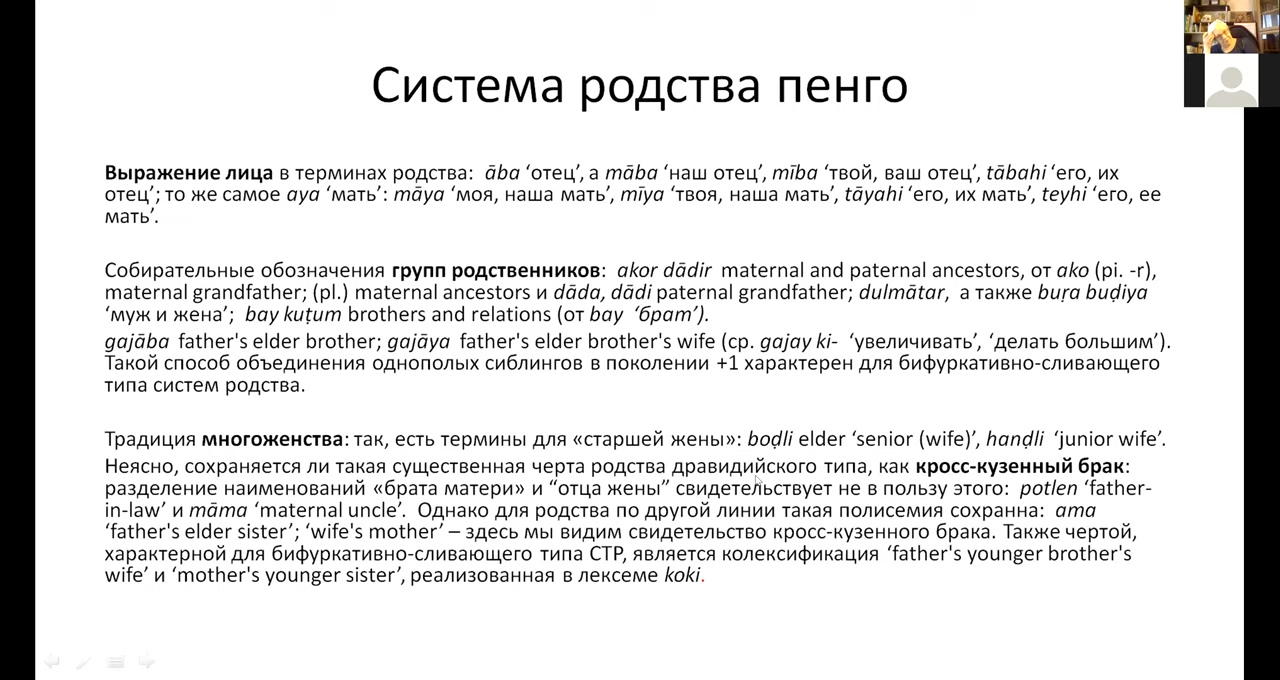 Система родства пенго
Выражение лица в терминах родства: āba ‘отец’, а māba ‘наш отец’, mība ‘твой, ваш отец’, tābahi ‘его, их
отец’; то же самое aya ‘мать’: māya ‘моя, наша мать’, mīya ‘твоя, наша мать’, tāyahi ‘его, их мать’, teyhi ‘его, ее
мать’.
Собирательные обозначения групп родственников: akor dādir maternal and paternal ancestors, от ako (pi. -r),
maternal grandfather; (pl.) maternal ancestors и dāda, dādi paternal grandfather; dulmātar, а также buṛa buḍiya
‘муж и жена’; bay kuṭum brothers and relations (от bay ‘брат’).
gajāba father's elder brother; gajāya father's elder brother's wife (ср. gajay ki- ‘увеличивать’, ‘делать большим’).
Такой способ объединения однополых сиблингов в поколении +1 характерен для бифуркативно-сливающего
типа систем родства.
Традиция многоженства: так, есть термины для «старшей жены»: boḍli elder ‘senior (wife)’, hanḍli ‘junior wife’.
Неясно, сохраняется ли такая существенная черта родства дравидийского типа, как кросс-кузенный брак:
разделение наименований «брата матери» и “отца жены” свидетельствует не в пользу этого: potlen ‘father-
in-law’ и māma ‘maternal uncle’. Однако для родства по другой линии такая полисемия сохранна: ama
‘father's elder sister’; ‘wife's mother’ – здесь мы видим свидетельство кросс-кузенного брака. Также чертой,
характерной для бифуркативно-сливающего типа СТР, является колексификация ‘father's younger brother's
wife’ и ‘mother's younger sister’, реализованная в лексеме koki.